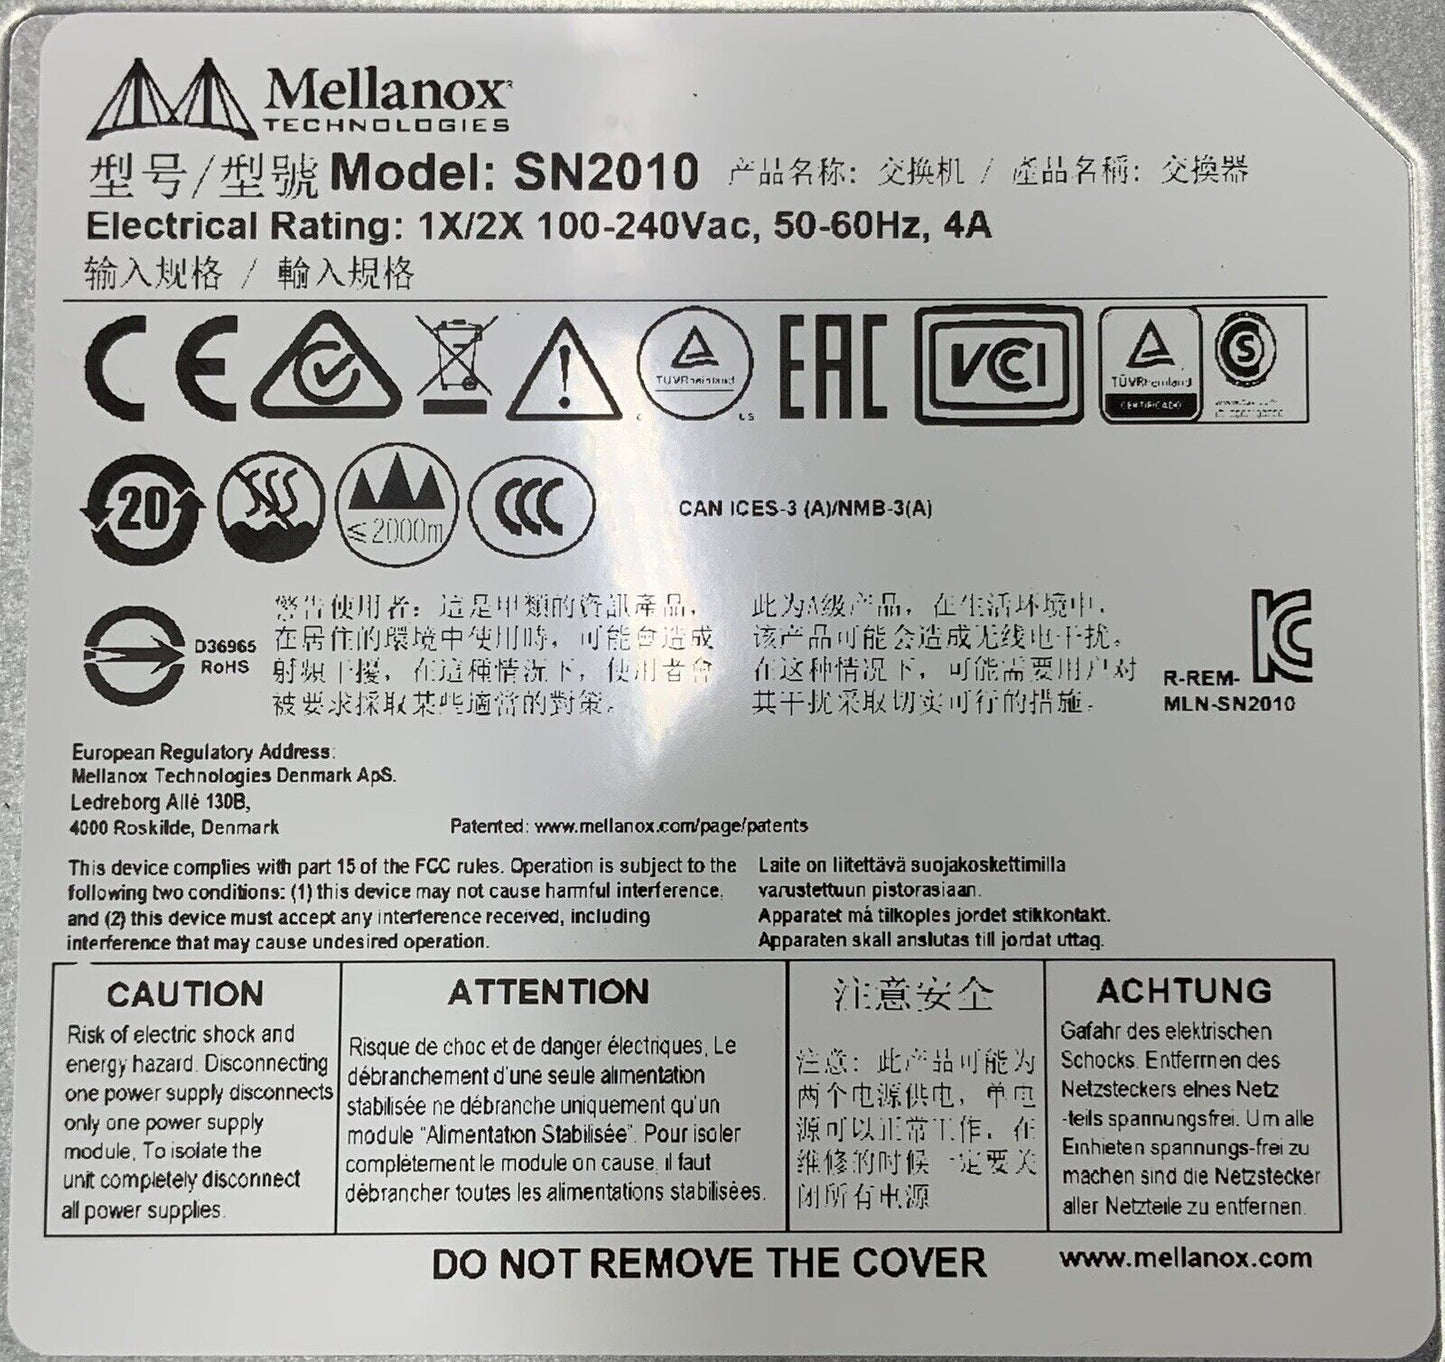 Mellanox
TECHNOLOGIES
型号/型號 Model: SN2010 产品名称: 交换机 / 產品名稱: 交換器
Electrical Rating: 1X/2X 100-240Vac, 50-60Hz, 4A
输入规格 / 輸入規格
CE
TÜVRheinland
EAC
VCCI
TÜVRheinland
CERTIFICADO
S
20
≤2000m
CCC
CAN ICES-3 (A)/NMB-3(A)
D36965
RoHS
警告使用者: 這是甲類的資訊產品,
在居住的環境中使用時, 可能會造成
射頻干擾, 在這種情況下, 使用者會
被要求採取某些適當的對策。
此为A级产品, 在生活环境中,
该产品可能会造成无线电干扰。
在这种情况下, 可能需要用户对
其干扰采取切实可行的措施。
R-REM-
MLN-SN2010
European Regulatory Address:
Mellanox Technologies Denmark ApS.
Ledreborg Allé 130B,
4000 Roskilde, Denmark
Patented: www.mellanox.com/page/patents
This device complies with part 15 of the FCC rules. Operation is subject to the
following two conditions: (1) this device may not cause harmful interference,
and (2) this device must accept any interference received, including
interference that may cause undesired operation.
Laite on liitettävä suojakoskettimilla
varustettuun pistorasiaan.
Apparatet má tilkoples jordet stikkontakt.
Apparaten skall anslutas till jordat uttag.
CAUTION
Risk of electric shock and
energy hazard. Disconnecting
one power supply disconnects
only one power supply
module, To isolate the
unit completely disconnect
all power supplies.
ATTENTION
Risque de choc et de danger électriques, Le
débranchement d'une seule alimentation
stabilisée ne débranche uniquement qu'un
module "Alimentation Stabilisée". Pour isoler
complètement le module en cause, il faut
débrancher toutes les alimentations stabilisées.
注意安全
注意: 此产品可能为
两个电源供电, 单电
源可以正常工作, 在
维修的时候一定要关
闭所有电源
ACHTUNG
Gafahr des elektrischen
Schocks. Entferrnen des
Netzsteckers elnes Netz
-teils spannungsfrei. Um alle
Einhieten spannungs-frei zu
machen sind die Netzstecker
aller Netzteile zu entfernen.
DO NOT REMOVE THE COVER
www.mellanox.com